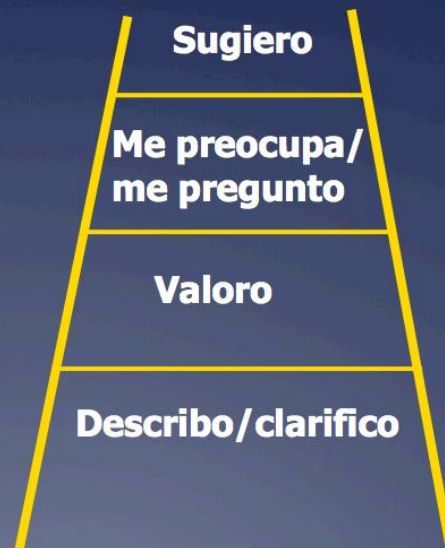 Sugiero
Me preocupa/
me pregunto
Valoro
Describo/clarifico